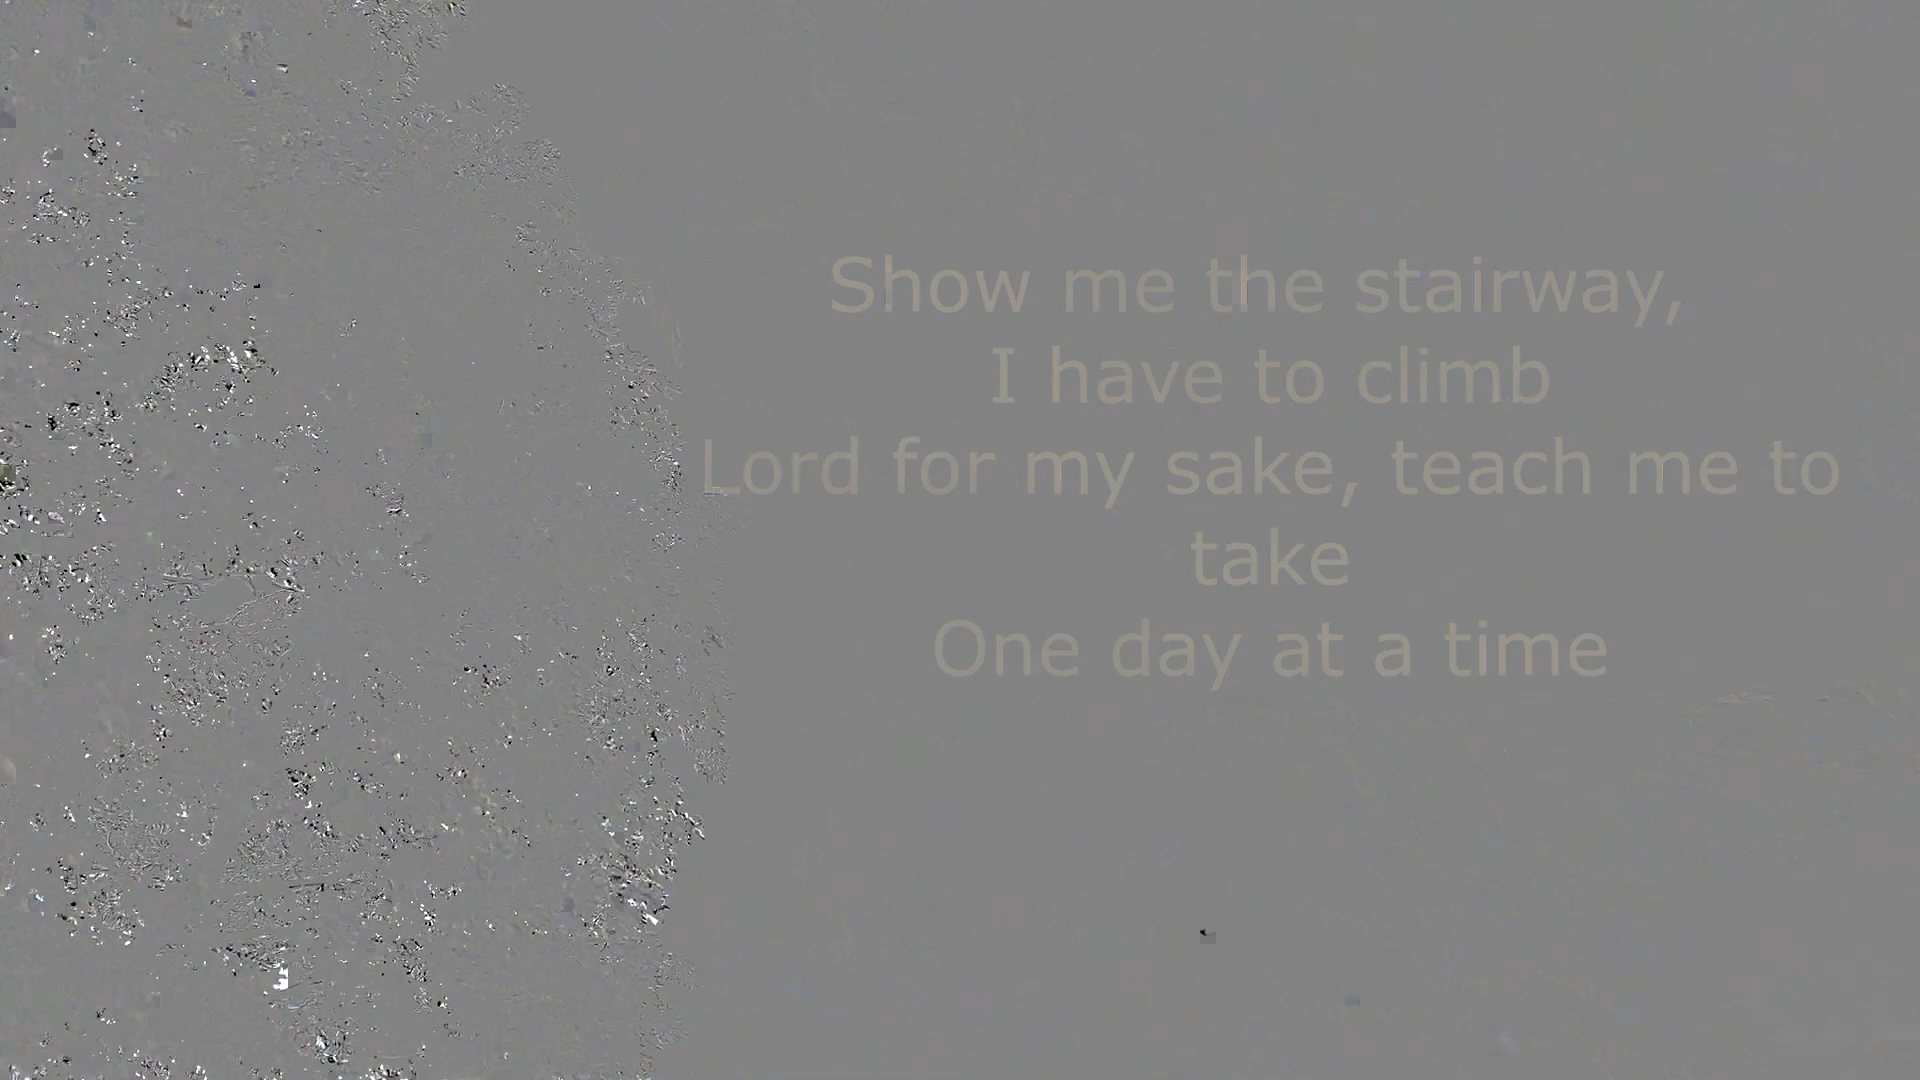 Show me the stairway,
I have to climb
Lord for my sake, teach me to
take
One day at a time